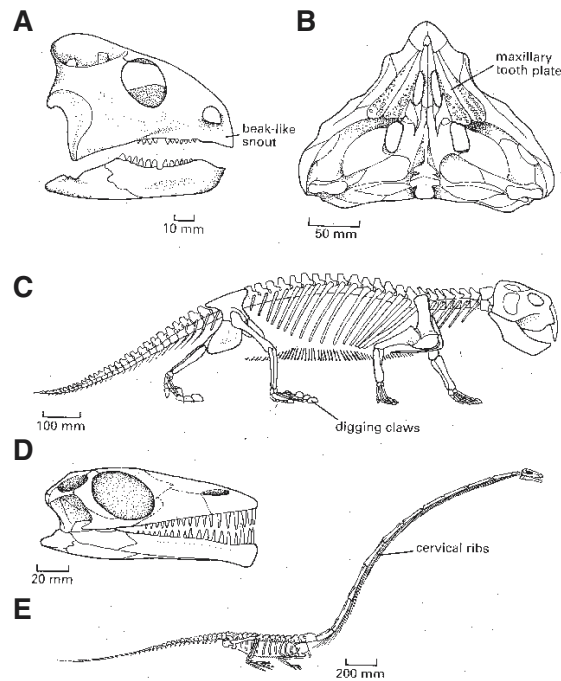 A
B
maxillary
tooth plate
beak-like
snout
10 mm
50 mm
C
100 mm
digging claws
D
20 mm
cervical ribs
E
200 mm